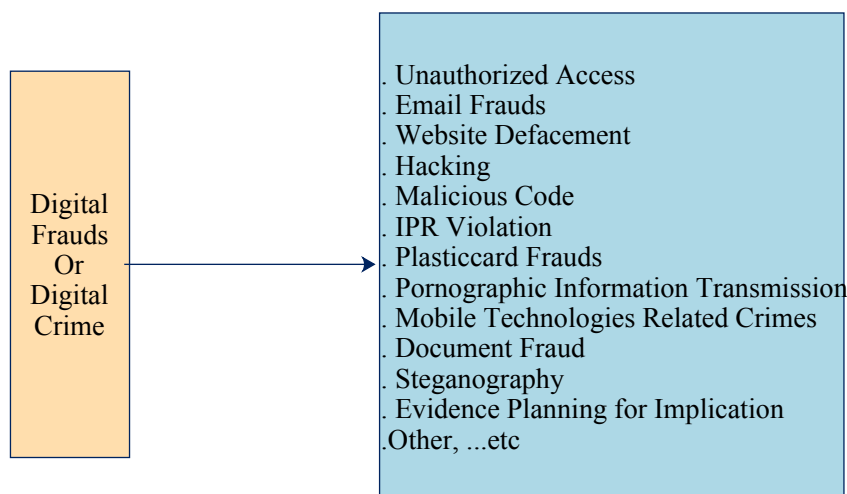 Digital
Frauds
Or
Digital
Crime
. Unauthorized Access
. Email Frauds
. Website Defacement
. Hacking
. Malicious Code
. IPR Violation
. Plasticcard Frauds
. Pornographic Information Transmission
. Mobile Technologies Related Crimes
. Document Fraud
. Steganography
. Evidence Planning for Implication
.Other, ...etc